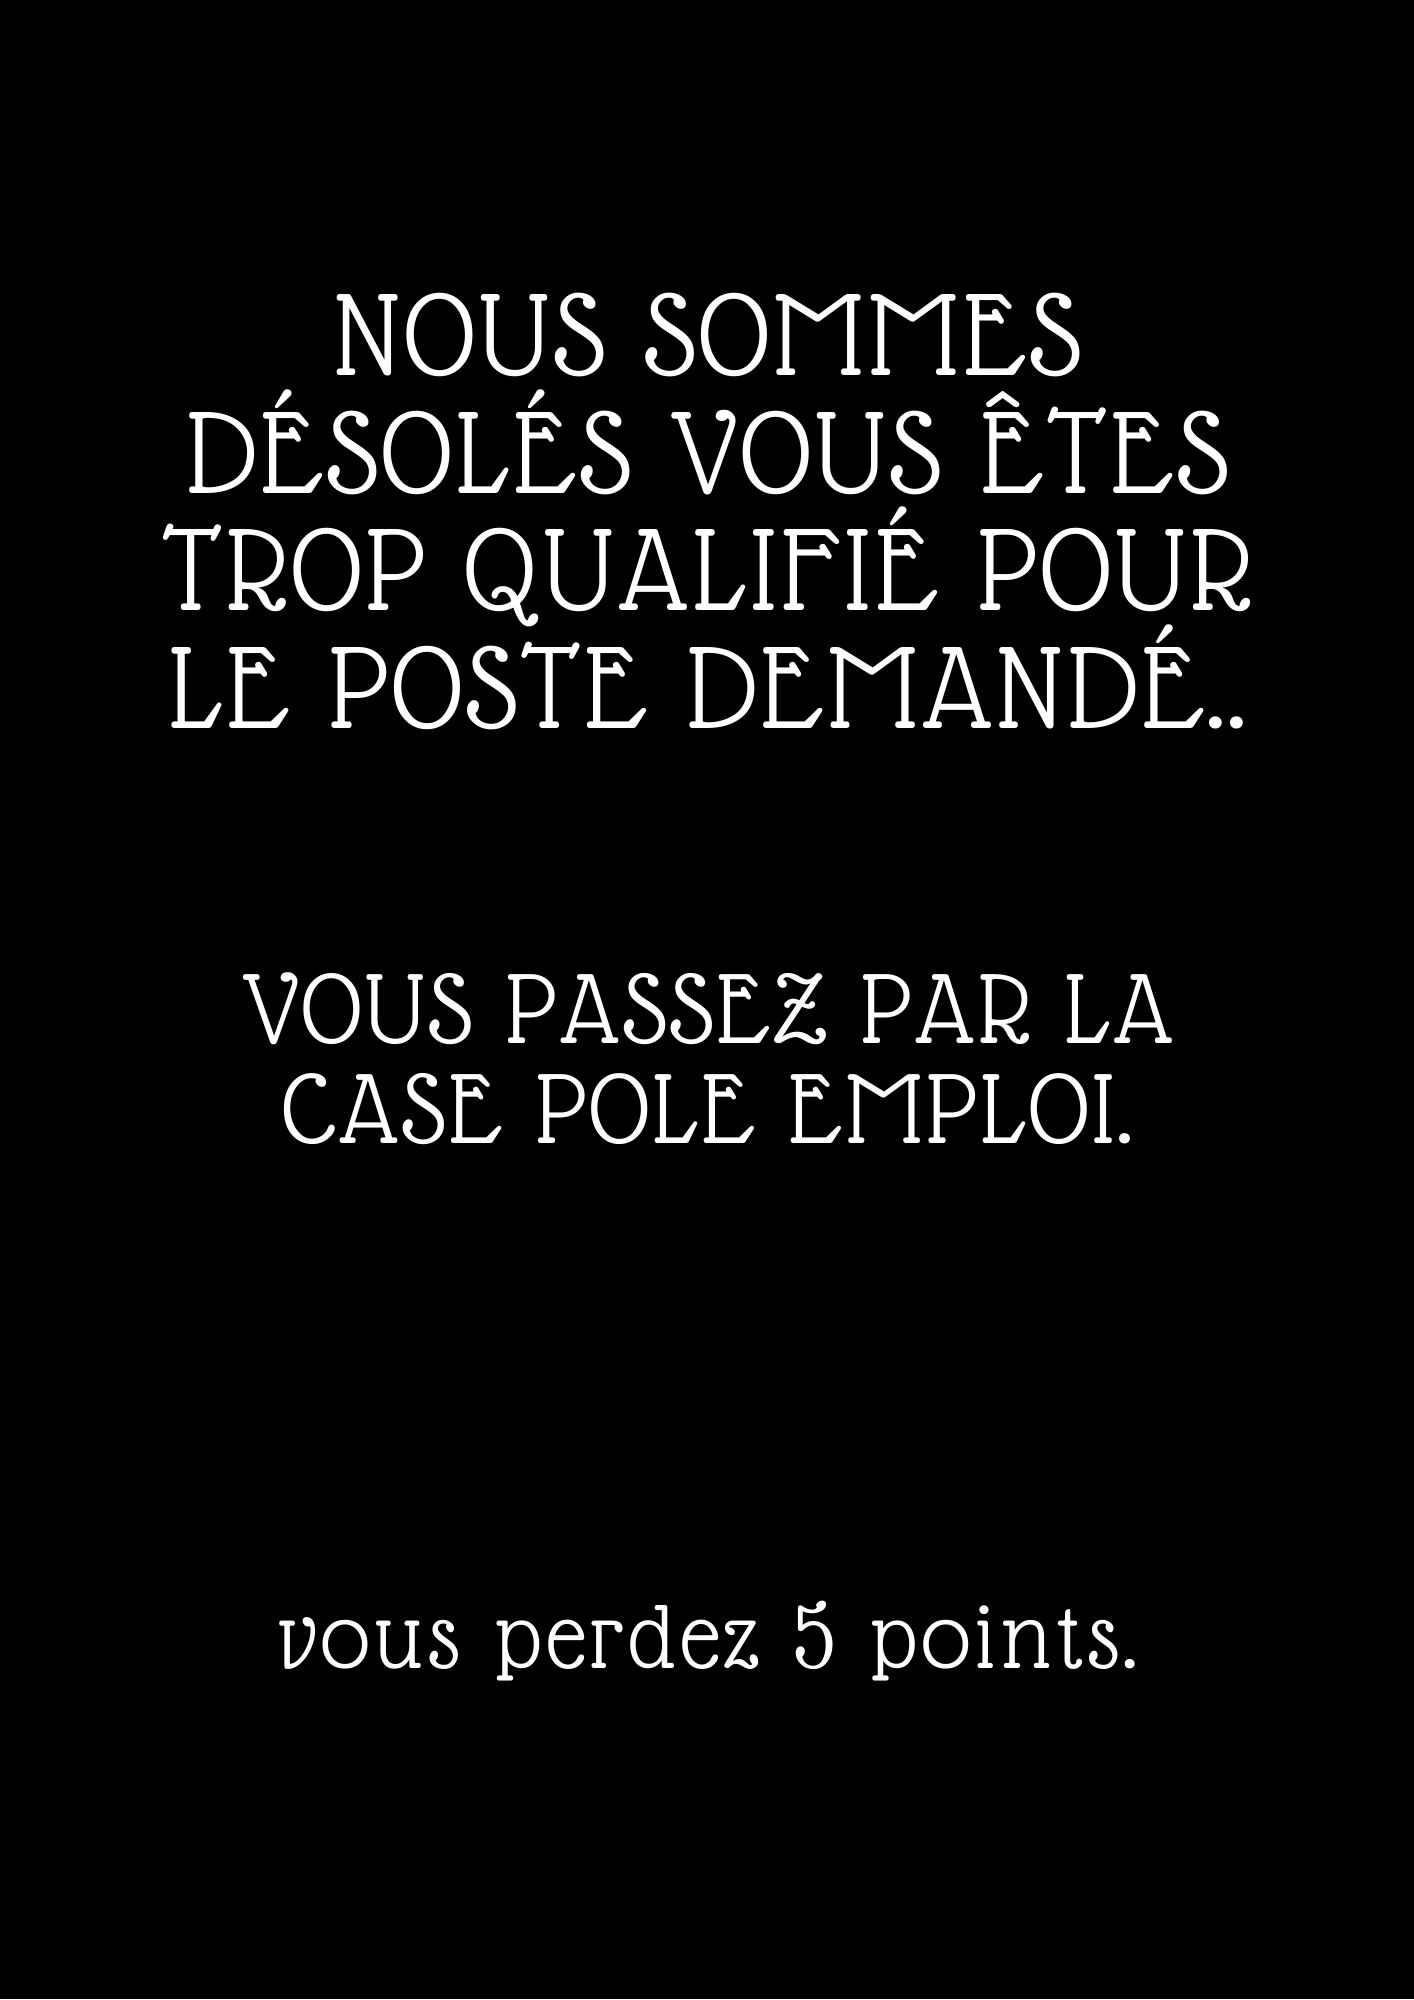 NOUS SOMMES
DÉSOLÉS VOUS ÊTES
TROP QUALIFIÉ POUR
LE POSTE DEMANDÉ..
VOUS PASSEZ PAR LA
CASE POLE EMPLOI.
vous perdez 5 points.